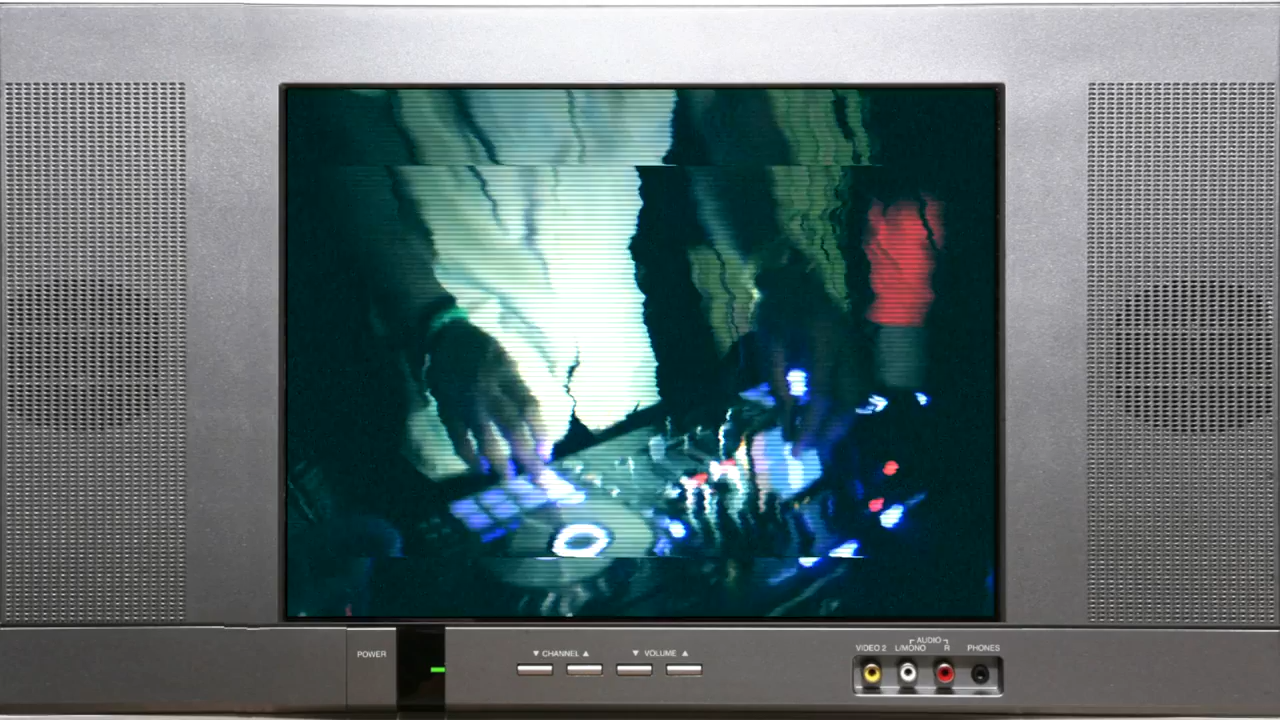 POWER
▼ CHANNEL ▲
▼ VOLUME ▲
AUDIO
VIDEO 2 L/MONO R PHONES